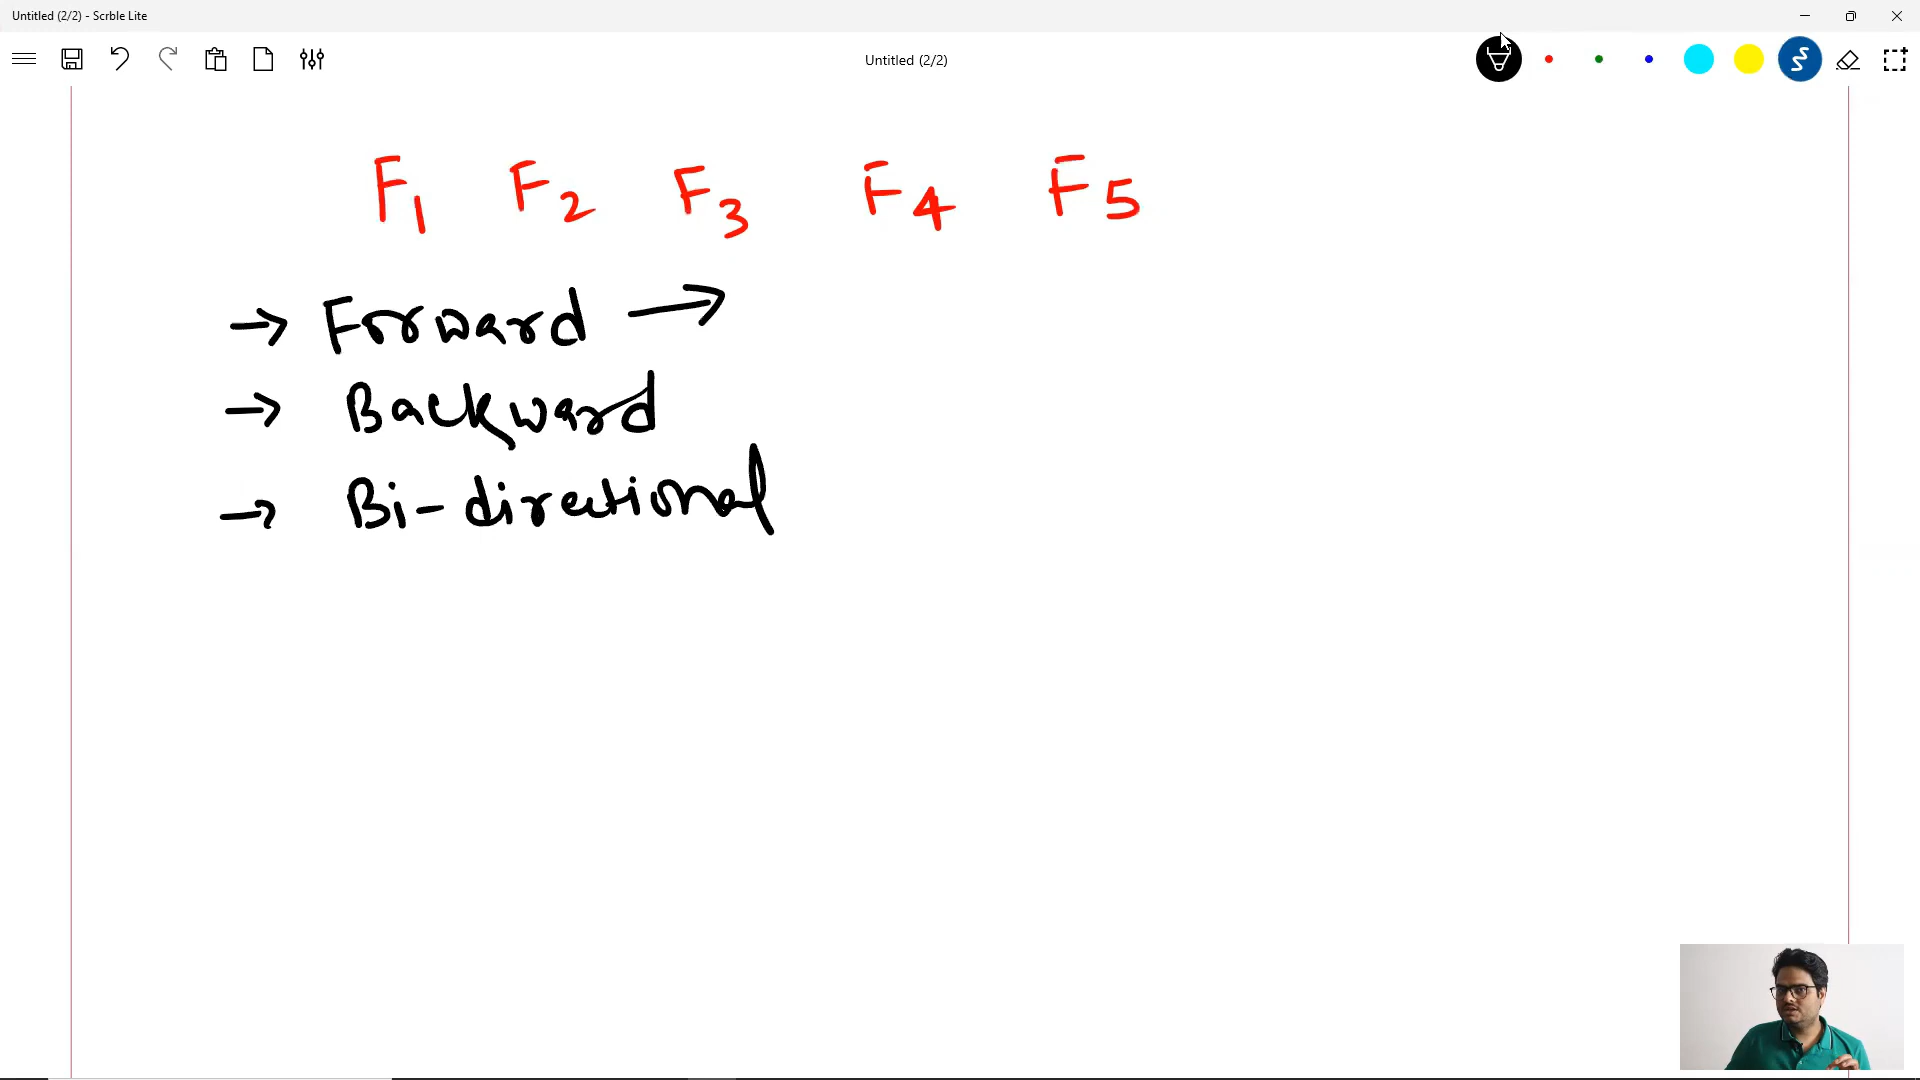 Untitled (2/2) - Scrble Lite
Untitled (2/2)
F1 F2 F3 F4 F5
→ Forward →
→ Backward
→ Bi-directional